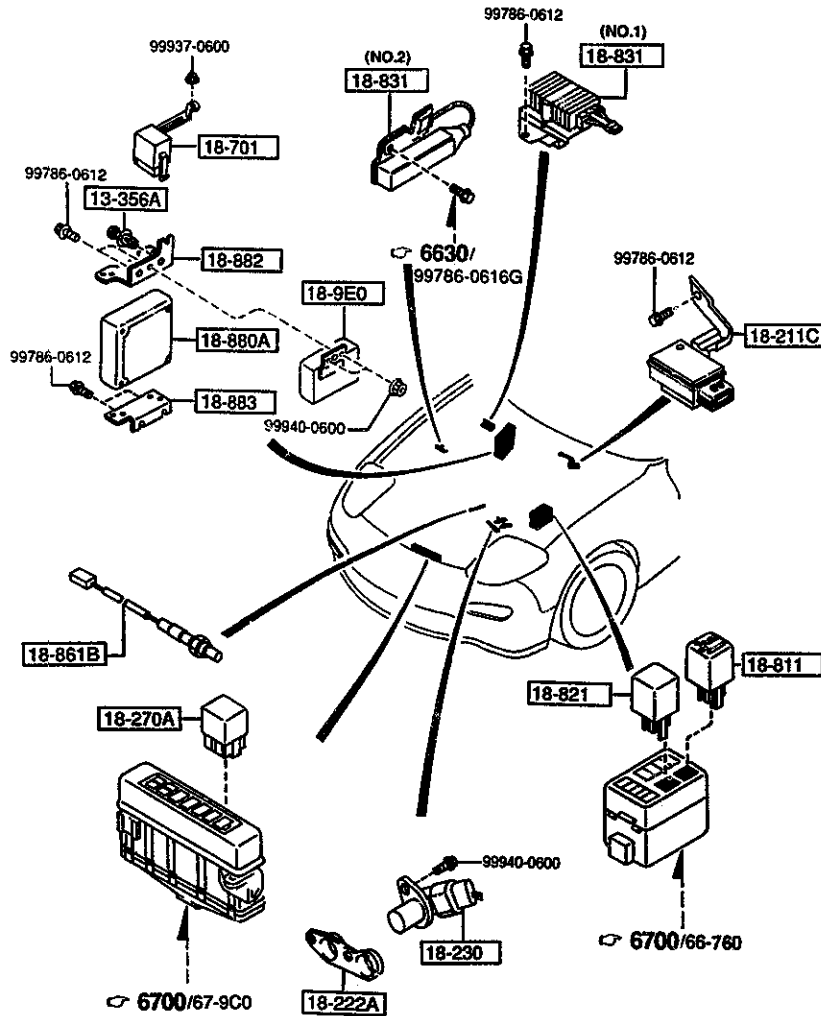 99786-0612
99937-0600
(NO.2)
18-831
(NO.1)
18-831
18-701
99786-0612
13-356A
18-882
6630/
99786-0616G
99786-0612
18-9E0
18-880A
18-211C
99786-0612
18-883
99940-0600
18-861B
18-811
18-821
18-270A
99940-0600
18-230
6700/66-760
18-222A
6700/67-9C0